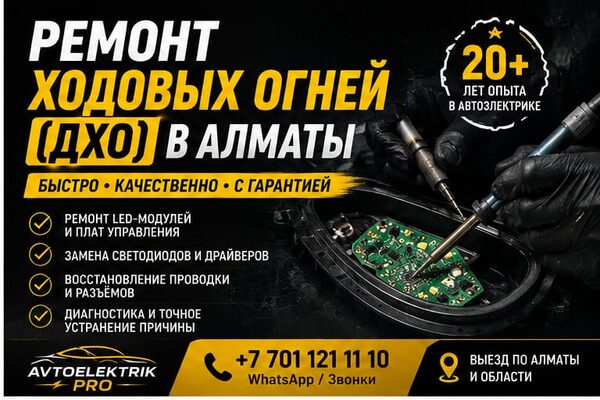 РЕМОНТ
ХОДОВЫХ ОГНЕЙ
(ДХО) В АЛМАТЫ
БЫСТРО • КАЧЕСТВЕННО • С ГАРАНТИЕЙ
20+
ЛЕТ ОПЫТА
В АВТОЭЛЕКТРИКЕ
РЕМОНТ LED-МОДУЛЕЙ
И ПЛАТ УПРАВЛЕНИЯ
ЗАМЕНА СВЕТОДИОДОВ И ДРАЙВЕРОВ
ВОССТАНОВЛЕНИЕ ПРОВОДКИ
И РАЗЪЁМОВ
ДИАГНОСТИКА И ТОЧНОЕ
УСТРАНЕНИЕ ПРИЧИНЫ
AVTOELEKTRIK
PRO
+7 701 121 11 10
WhatsApp / Звонки
ВЫЕЗД ПО АЛМАТЫ
И ОБЛАСТИ